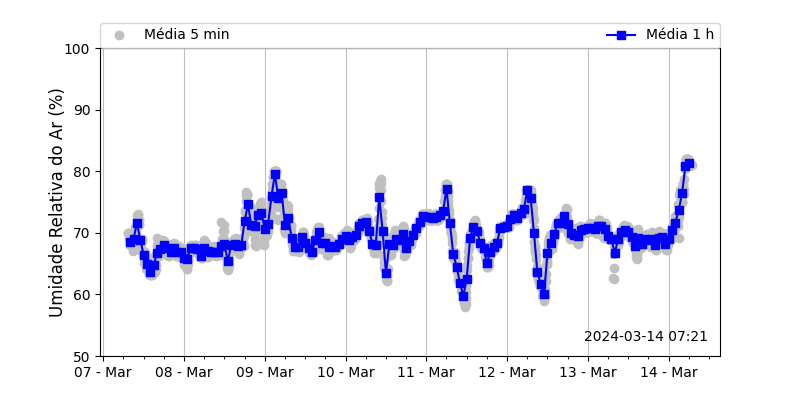 Média 5 min
Média 1 h
Umidade Relativa do Ar (%)
100
90
80
70
60
50
2024-03-14 07:21
07 - Mar
08 - Mar
09 - Mar
10 - Mar
11 - Mar
12 - Mar
13 - Mar
14 - Mar